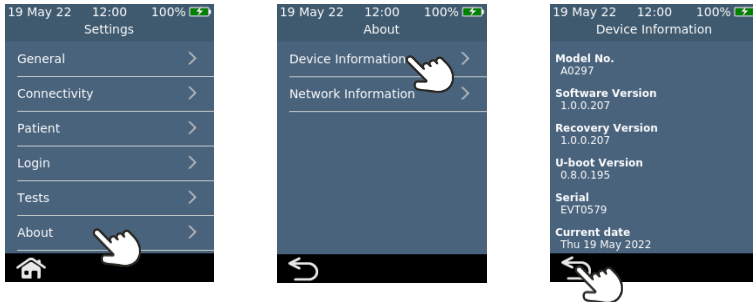 19 May 22 12:00 100%
Settings
General
Connectivity
Patient
Login
Tests
About
19 May 22 12:00 100%
About
Device Information
Network Information
19 May 22 12:00 100%
Device Information
Model No.
A0297
Software Version
1.0.0.207
Recovery Version
1.0.0.207
U-boot Version
0.8.0.195
Serial
EVT0579
Current date
Thu 19 May 2022